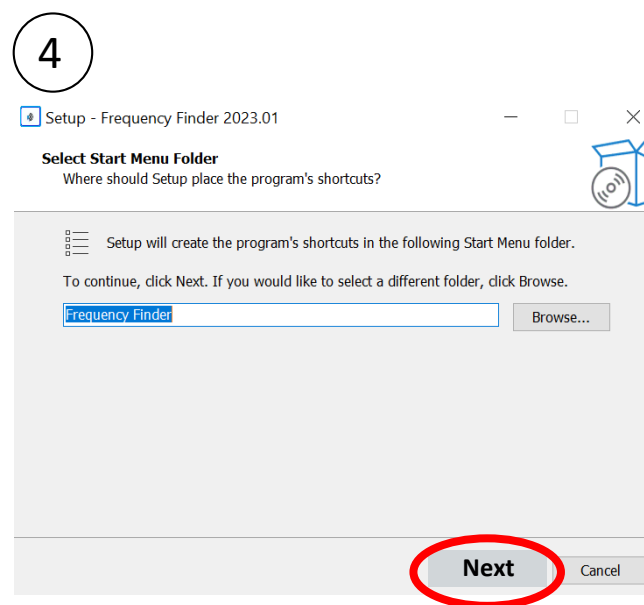 4
Setup - Frequency Finder 2023.01
Select Start Menu Folder
Where should Setup place the program's shortcuts?
Setup will create the program's shortcuts in the following Start Menu folder.
To continue, click Next. If you would like to select a different folder, click Browse.
Frequency Finder
Browse...
Next
Cancel